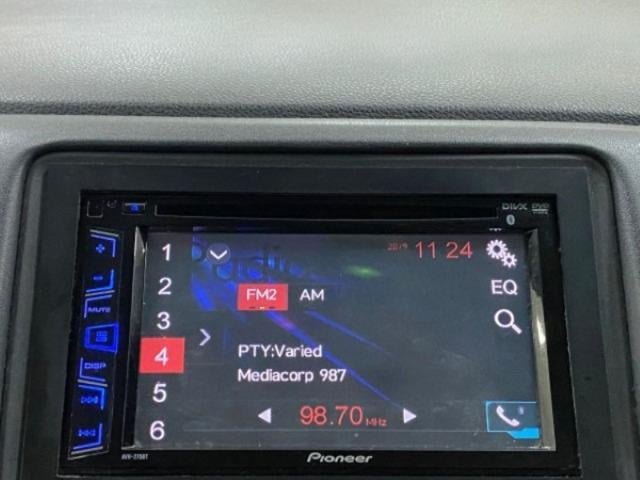 DIVX DVD
+
-
MUTE
DISP
1
2
3
4
5
6
11 24
FM2 AM
EQ
PTY:Varied
Mediacorp 987
98.70 MHz
Pioneer